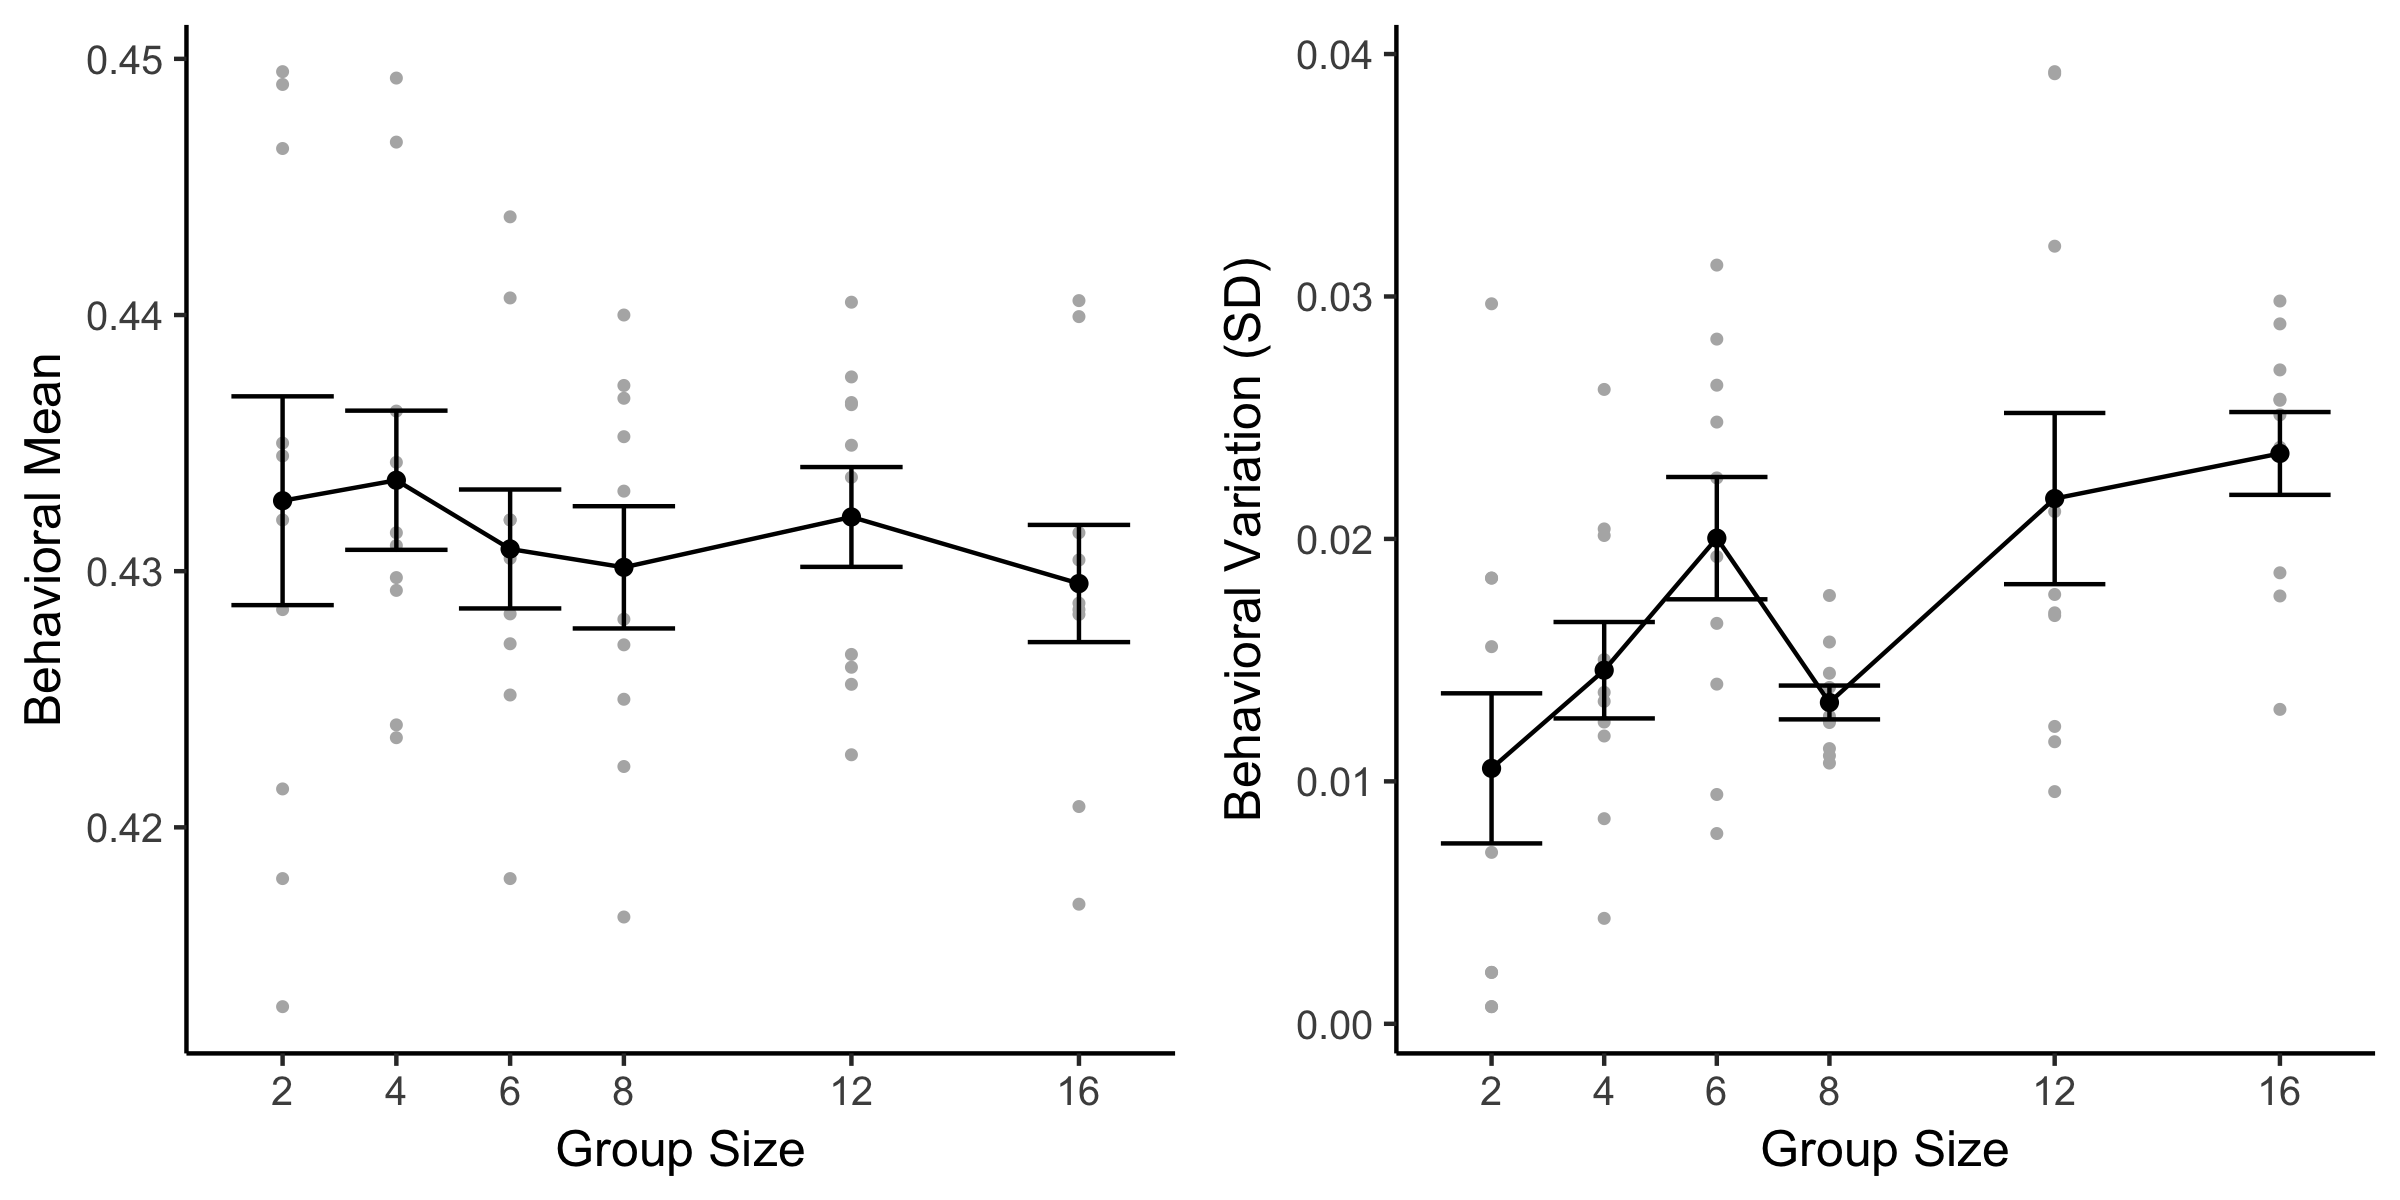 Behavioral Mean
0.45
0.44
0.43
0.42
2 4 6 8 12 16
Group Size
Behavioral Variation (SD)
0.04
0.03
0.02
0.01
0.00
2 4 6 8 12 16
Group Size